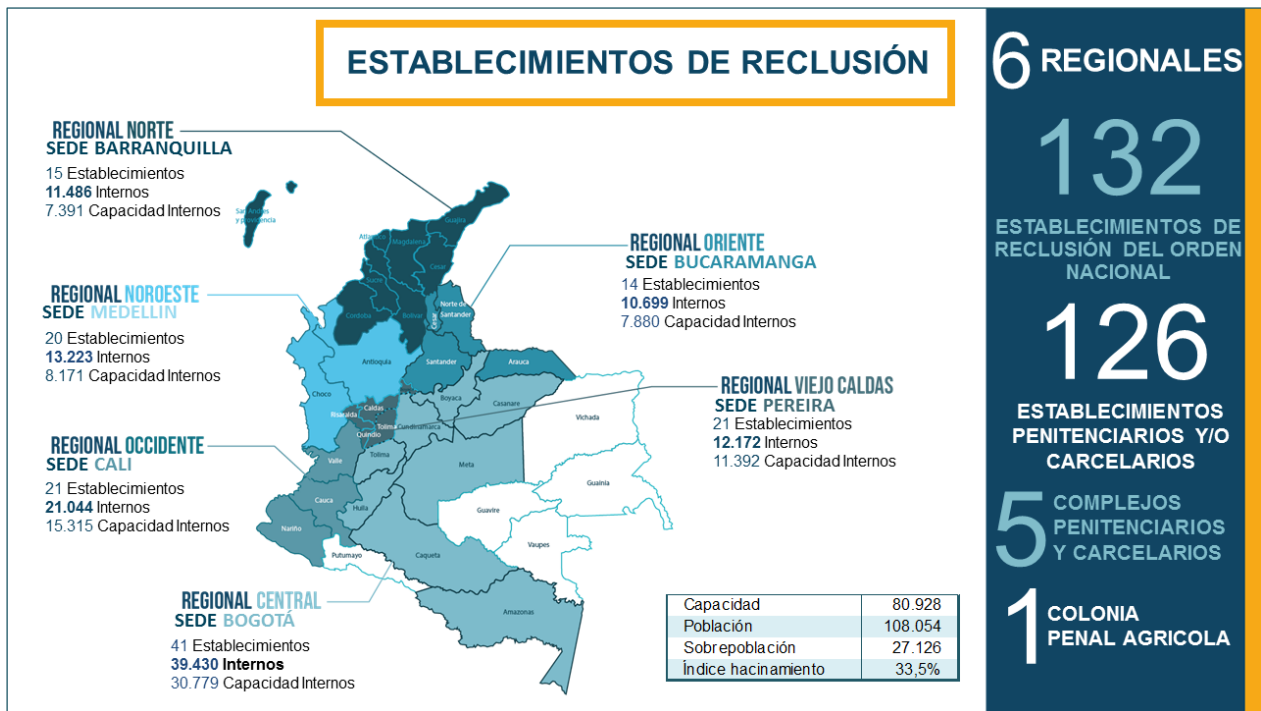 ESTABLECIMIENTOS DE RECLUSIÓN
REGIONAL NORTE
SEDE BARRANQUILLA
15 Establecimientos
11.486 Internos
7.391 Capacidad Internos
REGIONAL NOROESTE
SEDE MEDELLIN
20 Establecimientos
13.223 Internos
8.171 Capacidad Internos
REGIONAL OCCIDENTE
SEDE CALI
21 Establecimientos
21.044 Internos
15.315 Capacidad Internos
REGIONAL CENTRAL
SEDE BOGOTÁ
41 Establecimientos
39.430 Internos
30.779 Capacidad Internos
REGIONAL ORIENTE
SEDE BUCARAMANGA
14 Establecimientos
10.699 Internos
7.880 Capacidad Internos
REGIONAL VIEJO CALDAS
SEDE PEREIRA
21 Establecimientos
12.172 Internos
11.392 Capacidad Internos
San Andres
y providencia
Guajira
Atlantico
Magdalena
Cesar
Sucre
Cordoba
Bolivar
Norte de
Santander
Cesar
Antioquia
Santander
Arauca
Choco
Boyaca
Casanare
Vichada
Risaralda
Caldas
Tolima
Cundinamarca
Quindio
Valle
Tolima
Meta
Guainia
Cauca
Huila
Guavire
Nariño
Vaupes
Putumayo
Caqueta
Amazonas
Capacidad 80.928
Población 108.054
Sobrepoblación 27.126
Índice hacinamiento 33,5%
6 REGIONALES
132
ESTABLECIMIENTOS DE
RECLUSIÓN DEL ORDEN
NACIONAL
126
ESTABLECIMIENTOS
PENITENCIARIOS Y/O
CARCELARIOS
5 COMPLEJOS
PENITENCIARIOS
Y CARCELARIOS
1 COLONIA
PENAL AGRICOLA